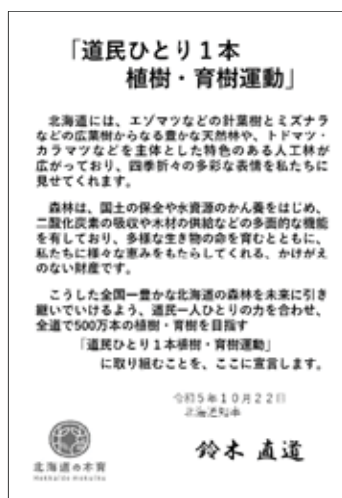 「道民ひとり１本
植樹・育樹運動」
北海道には、エゾマツなどの針葉樹とミズナラ
などの広葉樹からなる豊かな天然林や、トドマツ・
カラマツなどを主体とした特色のある人工林が
広がっており、四季折々の多彩な表情を私たちに
見せてくれます。
森林は、国土の保全や水資源のかん養をはじめ、
二酸化炭素の吸収や木材の供給などの多面的な機能
を有しており、多様な生き物の命を育むとともに、
私たちに様々な恵みをもたらしてくれる、かけがえ
のない財産です。
こうした全国一豊かな北海道の森林を未来に引き
継いでいけるよう、道民一人ひとりの力を合わせ、
全道で500万本の植樹・育樹を目指す
「道民ひとり１本植樹・育樹運動」
に取り組むことを、ここに宣言します。
令和５年１０月２２日
北海道知事
鈴木 直道
北海道の木育
Hokkaido Mokuiku